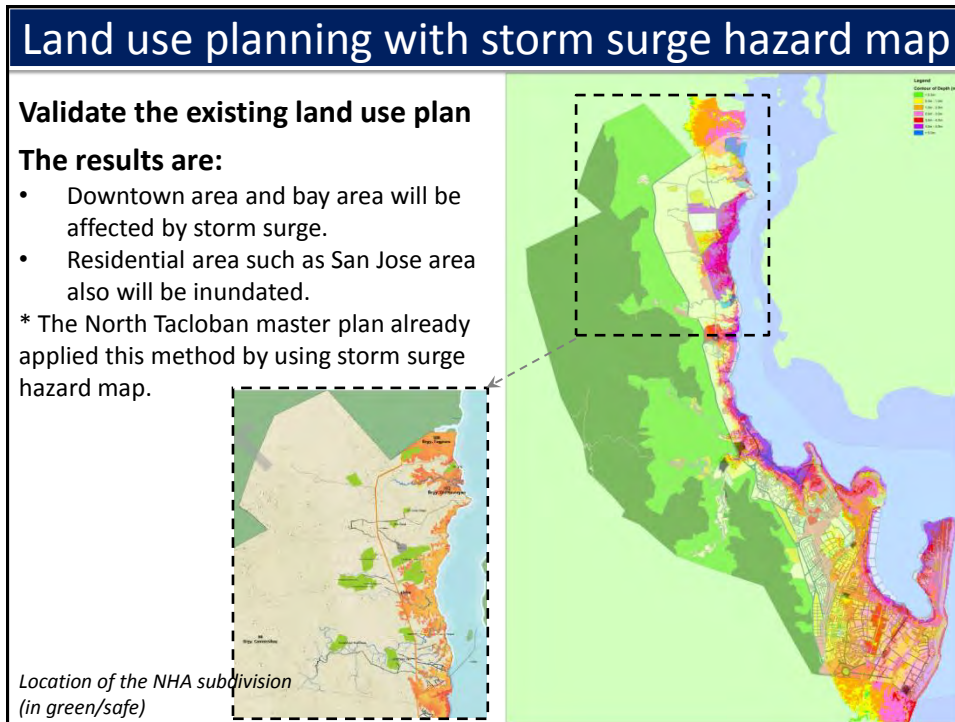 Land use planning with storm surge hazard map
Validate the existing land use plan
The results are:
• Downtown area and bay area will be
affected by storm surge.
• Residential area such as San Jose area
also will be inundated.
* The North Tacloban master plan already
applied this method by using storm surge
hazard map.
Location of the NHA subdivision
(in green/safe)
Legend